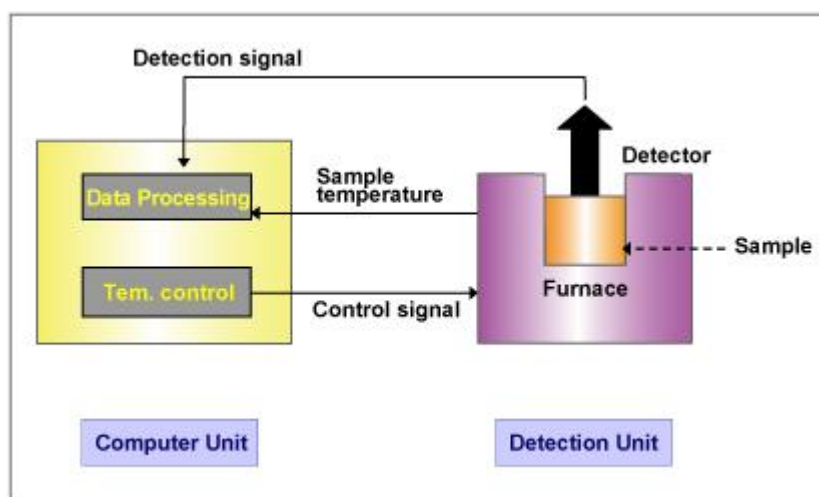 Detection signal
Detector
Data Processing
Sample
temperature
Sample
Tem. control
Furnace
Control signal
Computer Unit
Detection Unit